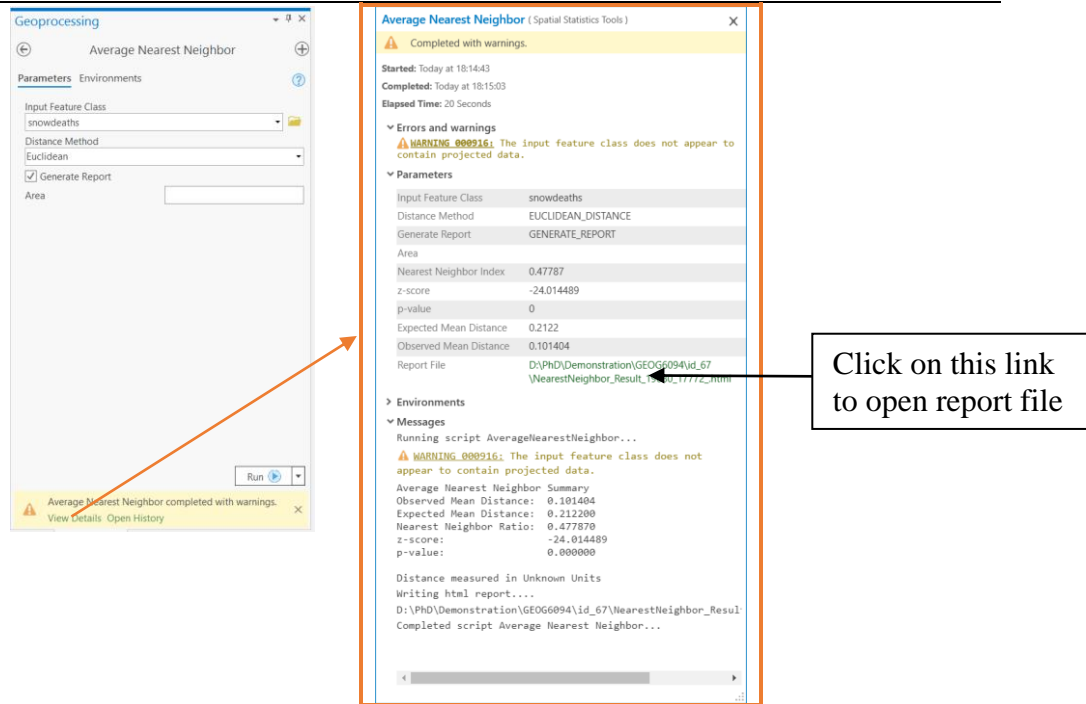 Geoprocessing
Average Nearest Neighbor
Parameters Environments
Input Feature Class
snowdeaths
Distance Method
Euclidean
Generate Report
Area
Run
Average Nearest Neighbor completed with warnings.
View Details Open History
Average Nearest Neighbor ( Spatial Statistics Tools )
Completed with warnings.
Started: Today at 18:14:43
Completed: Today at 18:15:03
Elapsed Time: 20 Seconds
Errors and warnings
WARNING 000916: The input feature class does not appear to
contain projected data.
Parameters
Input Feature Class snowdeaths
Distance Method EUCLIDEAN_DISTANCE
Generate Report GENERATE_REPORT
Area
Nearest Neighbor Index 0.47787
z-score -24.014489
p-value 0
Expected Mean Distance 0.2122
Observed Mean Distance 0.101404
Report File D:\PhD\Demonstration\GEOG6094\id_67
Environments
Messages
Running script AverageNearestNeighbor...
WARNING 000916: The input feature class does not
appear to contain projected data.
Average Nearest Neighbor Summary
Observed Mean Distance: 0.101404
Expected Mean Distance: 0.212200
Nearest Neighbor Ratio: 0.477870
z-score: -24.014489
p-value: 0.000000
Distance measured in Unknown Units
Writing html report....
D:\PhD\Demonstration\GEOG6094\id_67\NearestNeighbor_Resul
Completed script Average Nearest Neighbor...
Click on this link
to open report file